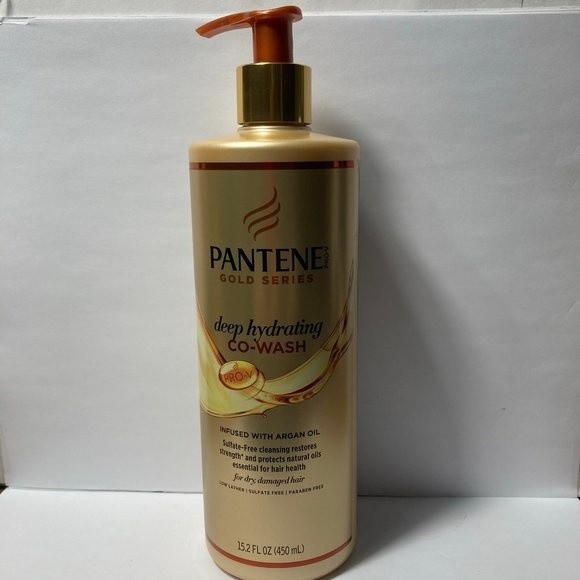 PANTENE PRO-V
GOLD SERIES
deep hydrating
CO-WASH
PRO-V
INFUSED WITH ARGAN OIL
Sulfate-Free cleansing restores
strength* and protects natural oils
essential for hair health
for dry, damaged hair
LOW LATHER | SULFATE FREE | PARABEN FREE
15.2 FL OZ (450 mL)